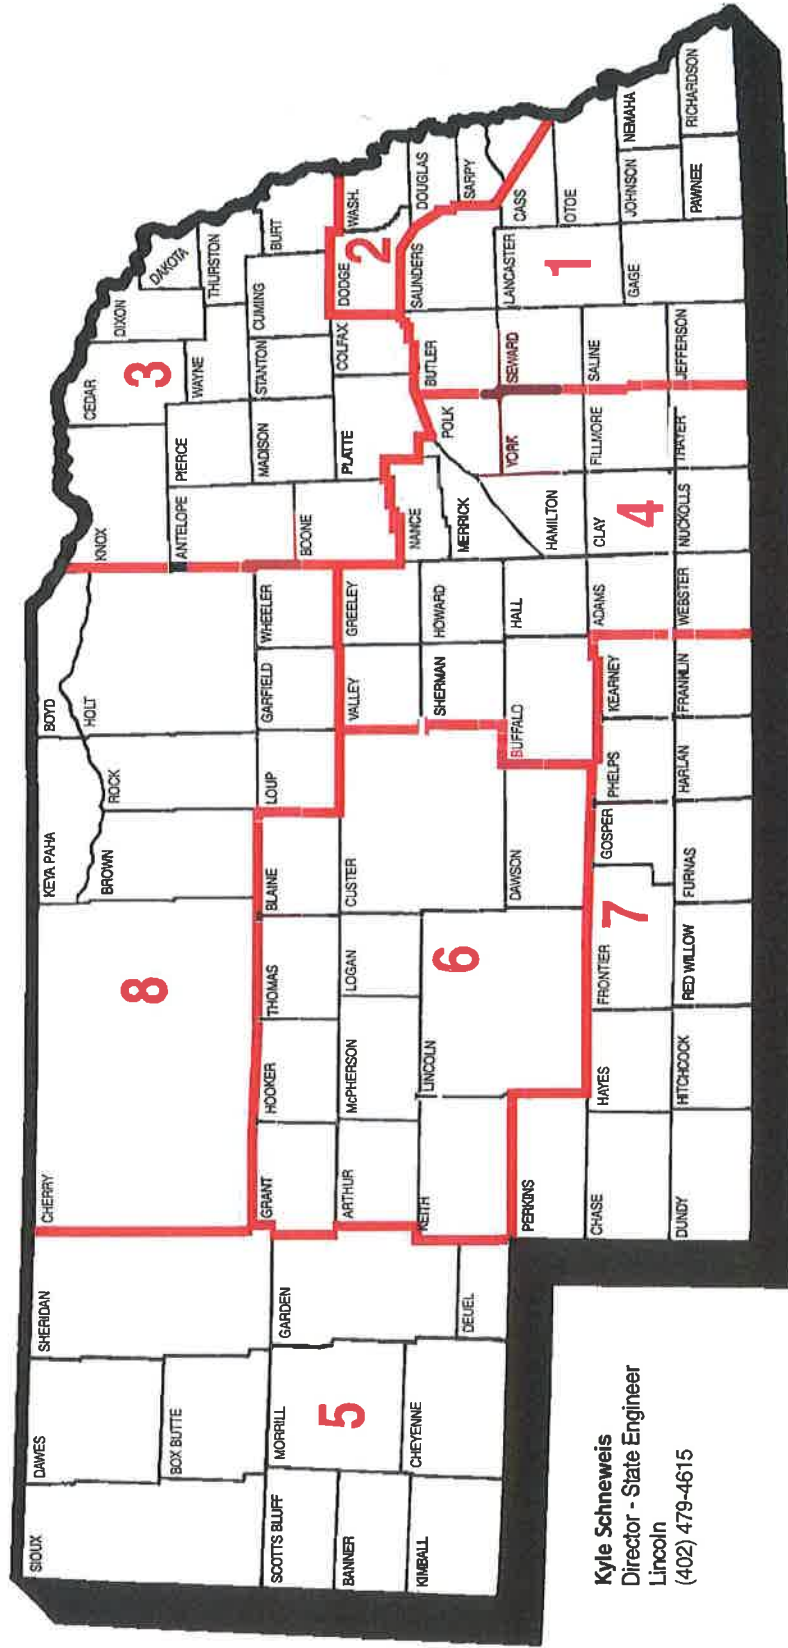 SIOUX
DAWES
SHERIDAN
CHERRY
KEYA PAHA
BOYD
BOX BUTTE
BROWN
ROCK
HOLT
KNOX
CEDAR
DIXON
DAKOTA
8
3
ANTELOPE
PIERCE
WAYNE
THURSTON
SCOTTS BLUFF
MORRILL
GARDEN
GRANT
HOOKER
THOMAS
BLAINE
LOUP
GARFIELD
WHEELER
BOONE
MADISON
STANTON
CUMING
BURT
BANNER
5
ARTHUR
McPHERSON
LOGAN
CUSTER
VALLEY
GREELEY
PLATTE
COLFAX
DODGE
WASH.
2
KIMBALL
CHEYENNE
DEUEL
KEITH
LINCOLN
6
SHERMAN
HOWARD
NANCE
MERRICK
POLK
BUTLER
SAUNDERS
DOUGLAS
SARPY
PERKINS
DAWSON
BUFFALO
HALL
HAMILTON
YORK
SEWARD
LANCASTER
CASS
OTOE
1
CHASE
HAYES
FRONTIER
7
GOSPER
PHELPS
KEARNEY
ADAMS
CLAY
4
FILLMORE
SALINE
GAGE
JOHNSON
NEMAHA
DUNDY
HITCHCOCK
RED WILLOW
FURNAS
HARLAN
FRANKLIN
WEBSTER
NUCKOLLS
THAYER
JEFFERSON
PAWNEE
RICHARDSON
Kyle Schneweis
Director - State Engineer
Lincoln
(402) 479-4615